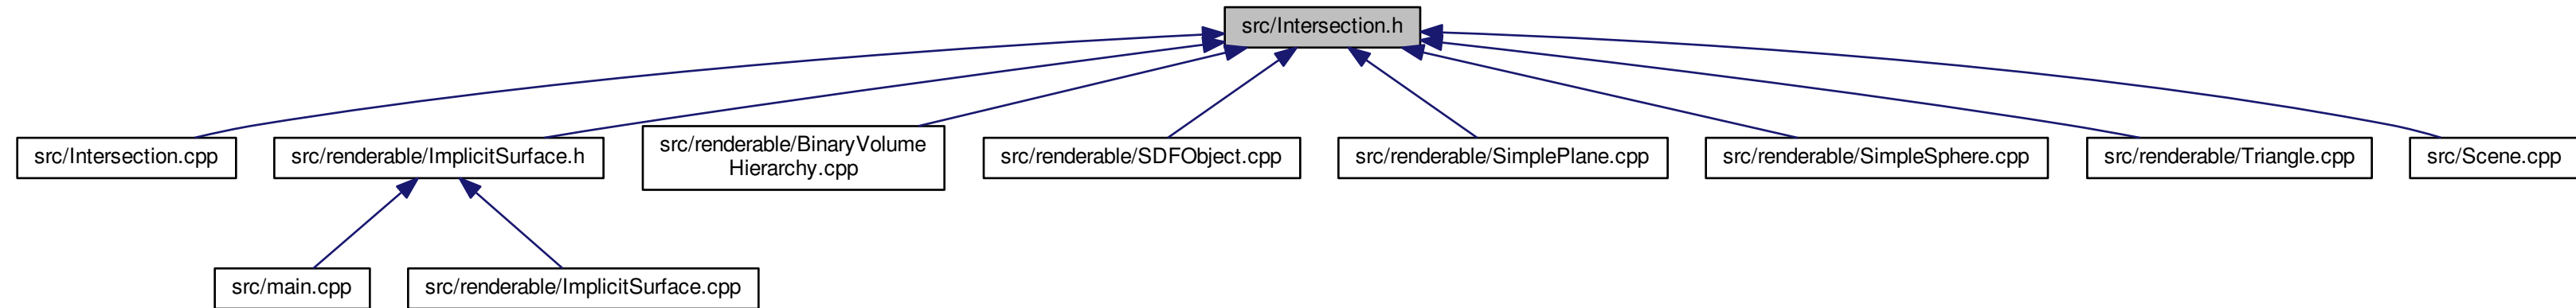 src/Intersection.h
src/Intersection.cpp
src/renderable/ImplicitSurface.h
src/renderable/BinaryVolume
Hierarchy.cpp
src/renderable/SDFObject.cpp
src/renderable/SimplePlane.cpp
src/renderable/SimpleSphere.cpp
src/renderable/Triangle.cpp
src/Scene.cpp
src/main.cpp
src/renderable/ImplicitSurface.cpp